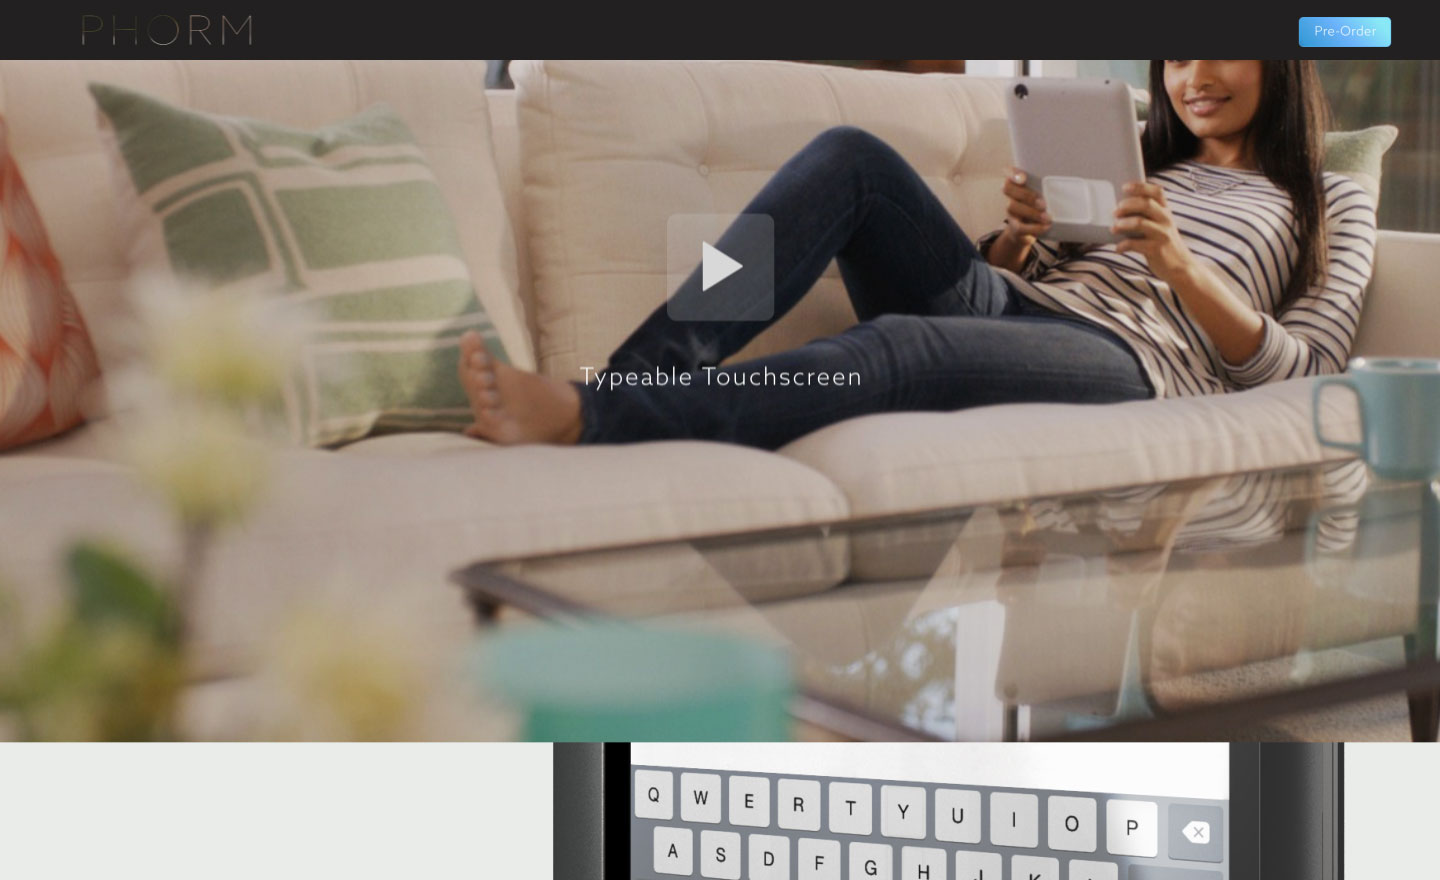 PHORM
Pre-Order
Typeable Touchscreen
Q W E R T Y U I O P
A S D F G H J K